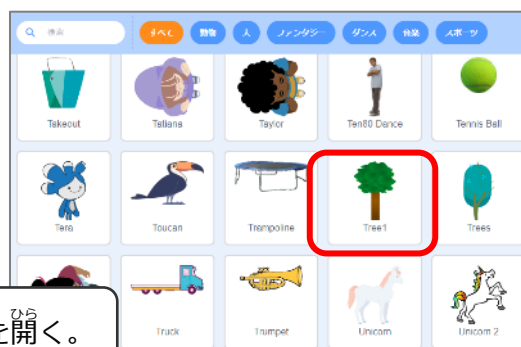 検索
すべて 動物 人 ファンタジー ダンス 音楽 スポーツ
Takeout Tatiana Taylor Ten80 Dance Tennis Ball
Tera Toucan Trampoline Tree1 Trees
Truck Trumpet Unicorn Unicorn 2
ひら
を開く。